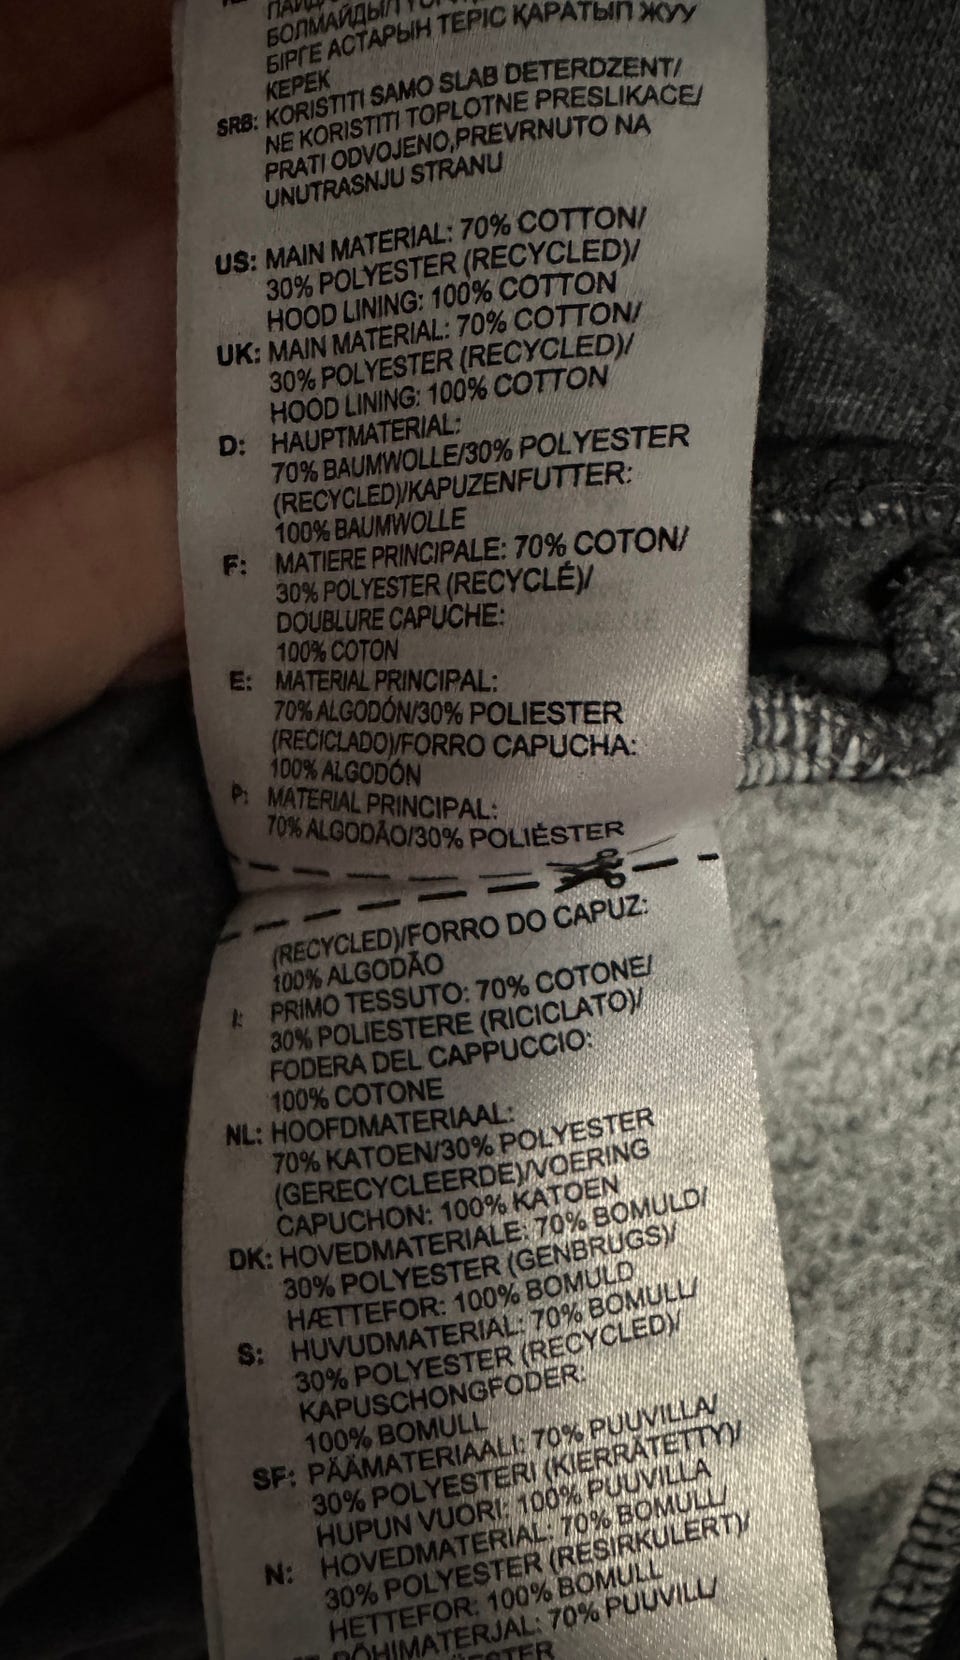 БОЛМАЙДЫ/
БІРГЕ АСТАРЫН ТЕРІС ҚАРАТЫП ЖУУ
КЕРЕК
SRB: KORISTITI SAMO SLAB DETERDZENT/
NE KORISTITI TOPLOTNE PRESLIKACE/
PRATI ODVOJENO,PREVRNUTO NA
UNUTRASNJU STRANU
US: MAIN MATERIAL: 70% COTTON/
30% POLYESTER (RECYCLED)/
HOOD LINING: 100% COTTON
UK: MAIN MATERIAL: 70% COTTON/
30% POLYESTER (RECYCLED)/
HOOD LINING: 100% COTTON
D: HAUPTMATERIAL:
70% BAUMWOLLE/30% POLYESTER
(RECYCLED)/KAPUZENFUTTER:
100% BAUMWOLLE
F: MATIERE PRINCIPALE: 70% COTON/
30% POLYESTER (RECYCLÉ)/
DOUBLURE CAPUCHE:
100% COTON
E: MATERIAL PRINCIPAL:
70% ALGODÓN/30% POLIESTER
(RECICLADO)/FORRO CAPUCHA:
100% ALGODÓN
P: MATERIAL PRINCIPAL:
70% ALGODÃO/30% POLIÉSTER
(RECYCLED)/FORRO DO CAPUZ:
100% ALGODÃO
I: PRIMO TESSUTO: 70% COTONE/
30% POLIESTERE (RICICLATO)/
FODERA DEL CAPPUCCIO:
100% COTONE
NL: HOOFDMATERIAAL:
70% KATOEN/30% POLYESTER
(GERECYCLEERDE)/VOERING
CAPUCHON: 100% KATOEN
DK: HOVEDMATERIALE: 70% BOMULD/
30% POLYESTER (GENBRUGS)/
HÆTTEFOR: 100% BOMULD
S: HUVUDMATERIAL: 70% BOMULL/
30% POLYESTER (RECYCLED)/
KAPUSCHONGFODER:
100% BOMULL
SF: PÄÄMATERIAALI: 70% PUUVILLA/
30% POLYESTERI (KIERRÄTETTY)/
HUPUN VUORI: 100% PUUVILLA
N: HOVEDMATERIAL: 70% BOMULL/
30% POLYESTER (RESIRKULERT)/
HETTEFOR: 100% BOMULL
PÕHIMATERJAL: 70% PUUVILL/